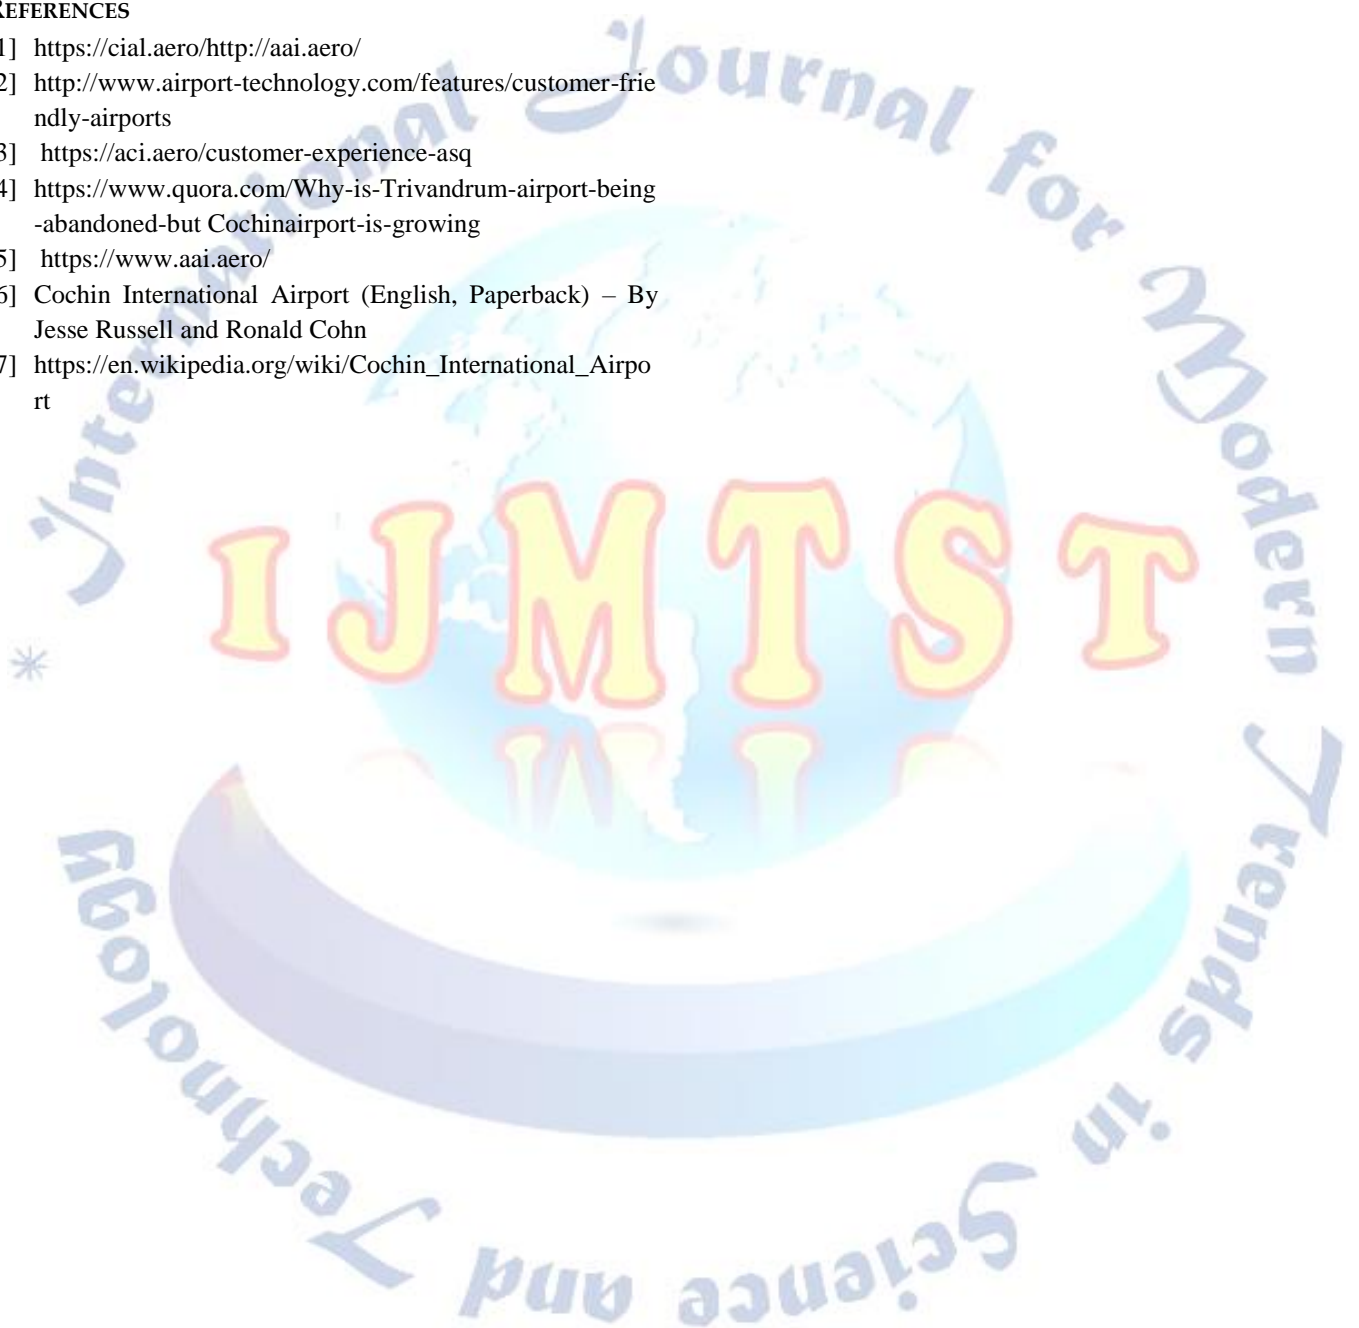 REFERENCES
1] https://cial.aero/http://aai.aero/
2] http://www.airport-technology.com/features/customer-frie
ndly-airports
3] https://aci.aero/customer-experience-asq
4] https://www.quora.com/Why-is-Trivandrum-airport-being
-abandoned-but Cochinairport-is-growing
5] https://www.aai.aero/
6] Cochin International Airport (English, Paperback) – By
Jesse Russell and Ronald Cohn
7] https://en.wikipedia.org/wiki/Cochin_International_Airpo
rt
International Journal for Modern Trends in Science and Technology
IJMTST